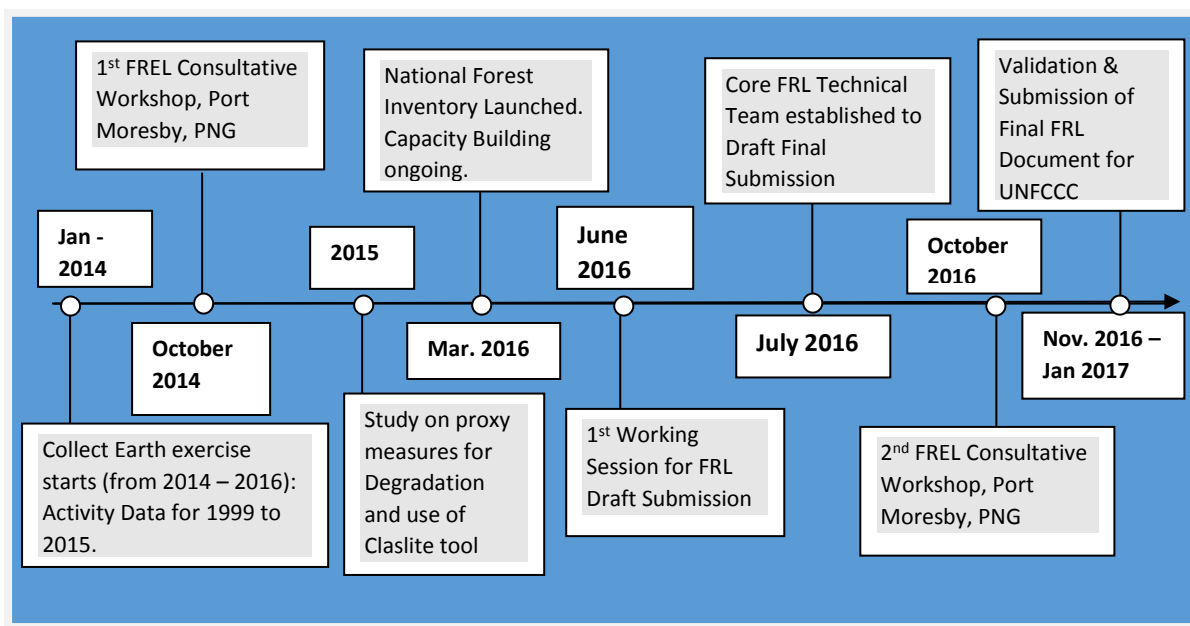 1st FREL Consultative
Workshop, Port
Moresby, PNG
National Forest
Inventory Launched.
Capacity Building
ongoing.
Core FRL Technical
Team established to
Draft Final
Submission
Validation &
Submission of
Final FRL
Document for
UNFCCC
Jan -
2014
2015
June
2016
October
2016
October
2014
Mar. 2016
July 2016
Nov. 2016 –
Jan 2017
Collect Earth exercise
starts (from 2014 – 2016):
Activity Data for 1999 to
2015.
Study on proxy
measures for
Degradation
and use of
Claslite tool
1st Working
Session for FRL
Draft Submission
2nd FREL Consultative
Workshop, Port
Moresby, PNG